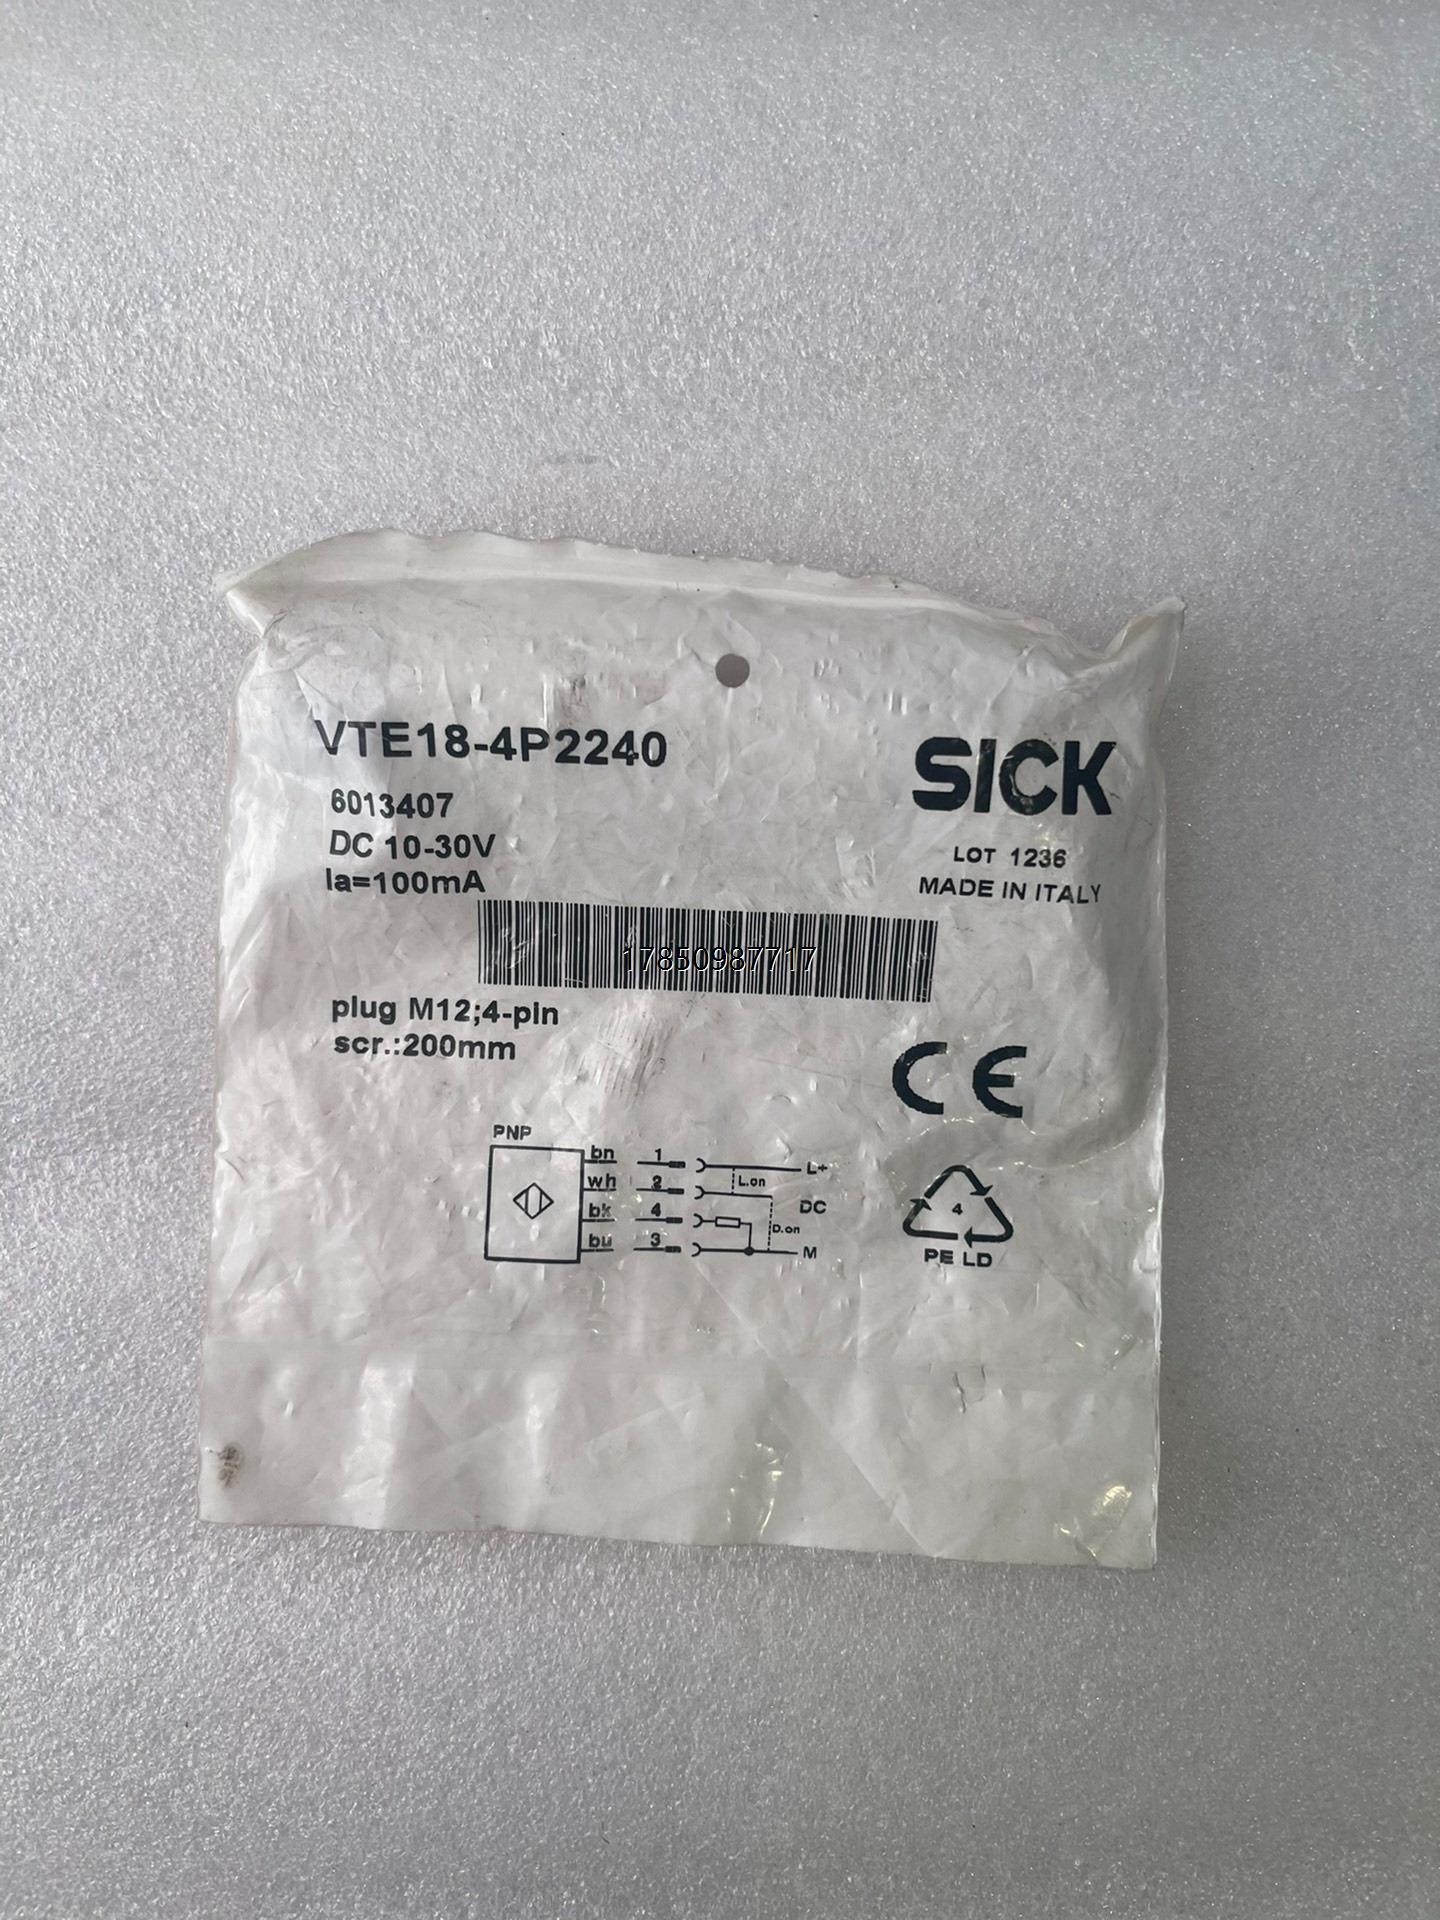 VTE18-4P2240
SICK
6013407
DC 10-30V
Ia=100mA
LOT 1236
MADE IN ITALY
17850987717
plug M12;4-pin
scr.:200mm
CE
PNP
bn 1 L+
wh 2 L.on
DC
bk 4 D.on
bu 3 M
4
PE LD